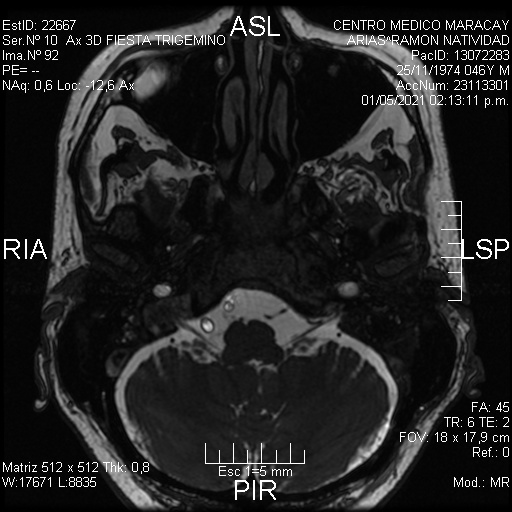 EstID: 22667
Ser.Nº 10  Ax 3D FIESTA TRIGEMINO
Ima.Nº 92
PE= --
NAq: 0,6 Loc: -12,6 Ax
ASL
CENTRO MEDICO MARACAY
ARIAS^RAMON NATIVIDAD
PacID: 13072283
25/11/1974 046Y M
AccNum: 23113301
01/05/2021 02:13:11 p.m.
RIA
LSP
Matriz 512 x 512 Thk: 0,8
W:17671 L:8835
Esc 1=5 mm
PIR
FA: 45
TR: 6 TE: 2
FOV: 18 x 17,9 cm
Ref.: 0
Mod.: MR